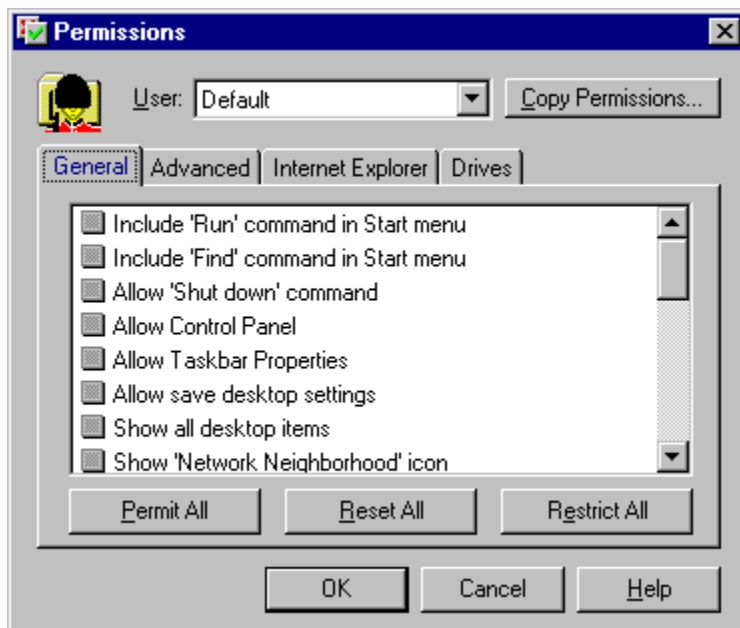 Permissions
User: Default Copy Permissions...
General Advanced Internet Explorer Drives
Include 'Run' command in Start menu
Include 'Find' command in Start menu
Allow 'Shut down' command
Allow Control Panel
Allow Taskbar Properties
Allow save desktop settings
Show all desktop items
Show 'Network Neighborhood' icon
Permit All Reset All Restrict All
OK Cancel Help